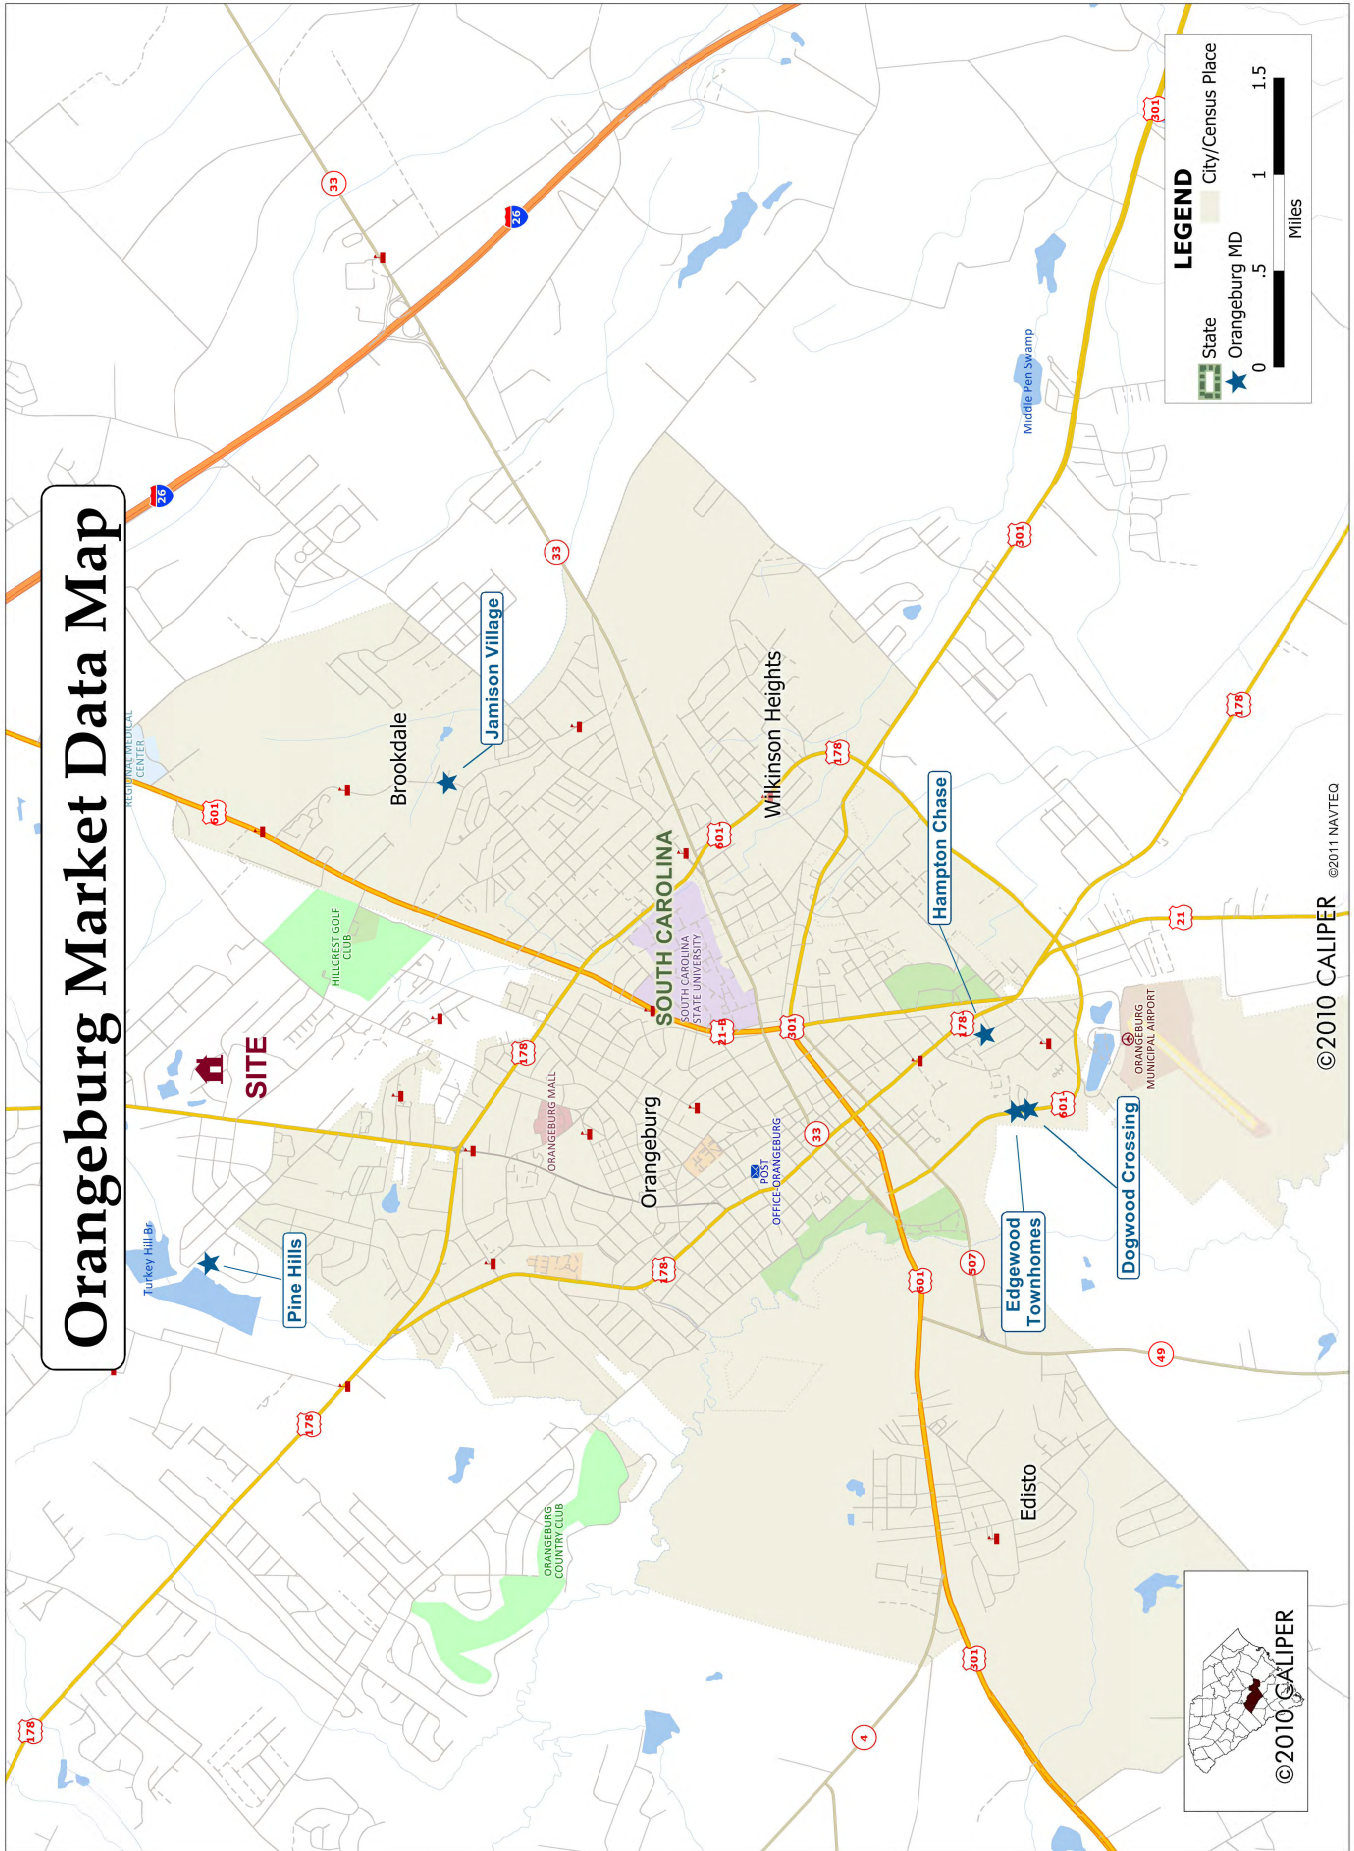 Orangeburg Market Data Map
178
Turkey Hill Br
Pine Hills
SITE
REGIONAL MEDICAL
CENTER
601
26
33
26
178
HILLCREST GOLF
CLUB
Brookdale
Jamison Village
33
178
ORANGEBURG MALL
ORANGEBURG
COUNTRY CLUB
178
Orangeburg
SOUTH CAROLINA
SOUTH CAROLINA
STATE UNIVERSITY
21-B
601
Wilkinson Heights
178
POST
OFFICE-ORANGEBURG
33
301
4
601
507
301
Edisto
178
Hampton Chase
Edgewood
Townhomes
601
Dogwood Crossing
ORANGEBURG
MUNICIPAL AIRPORT
49
21
178
301
Middle Pen Swamp
301
LEGEND
State
City/Census Place
Orangeburg MD
0
.5
1
1.5
Miles
©2010 CALIPER
©2010 CALIPER
©2011 NAVTEQ